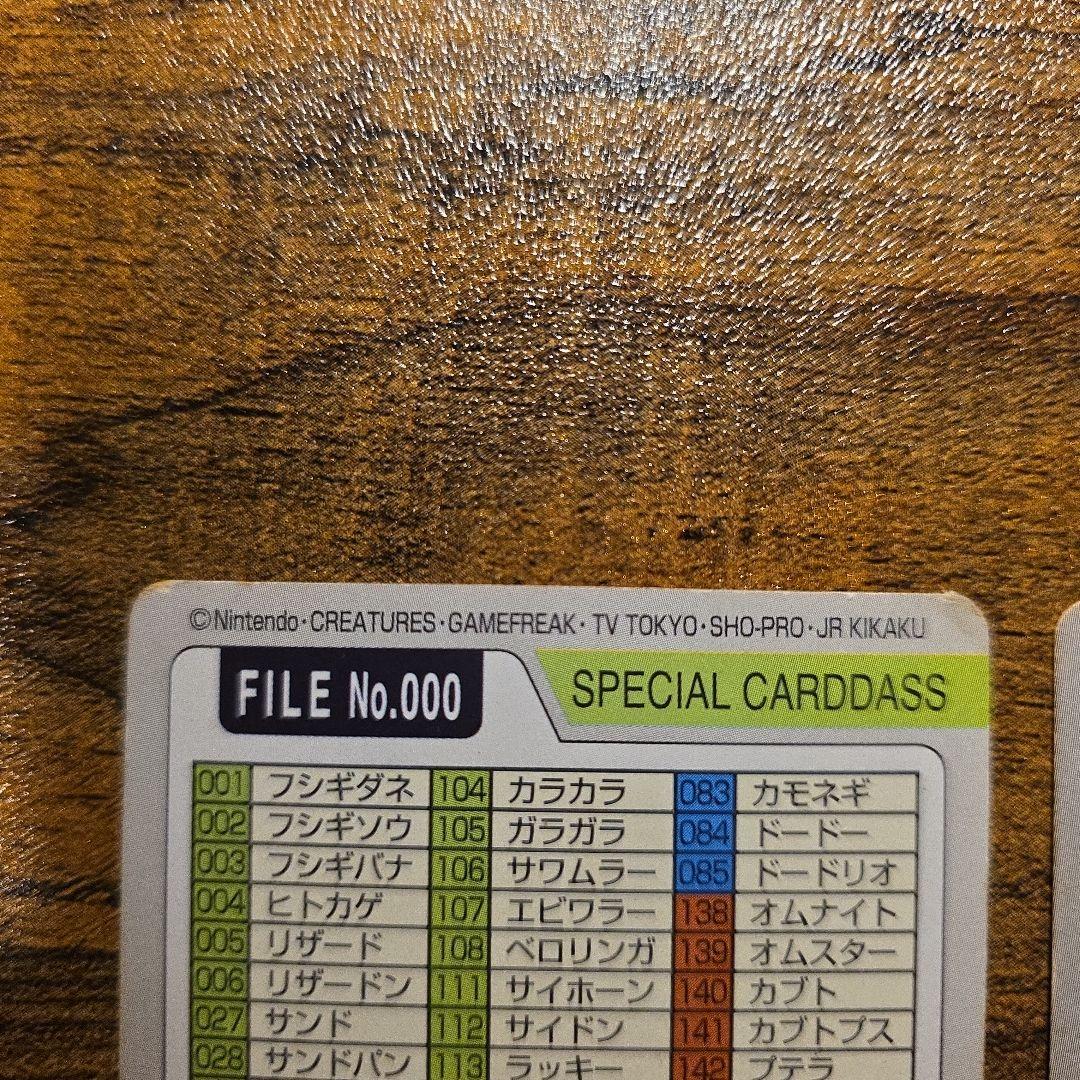 ©Nintendo・CREATURES・GAMEFREAK・TV TOKYO・SHO-PRO・JR KIKAKU
FILE No.000 SPECIAL CARDDASS
001 フシギダネ 104 カラカラ 083 カモネギ
002 フシギソウ 105 ガラガラ 084 ドードー
003 フシギバナ 106 サワムラー 085 ドードリオ
004 ヒトカゲ 107 エビワラー 138 オムナイト
005 リザード 108 ベロリンガ 139 オムスター
006 リザードン 111 サイホーン 140 カブト
027 サンド 112 サイドン 141 カブトプス
028 サンドパン 113 ラッキー 142 プテラ